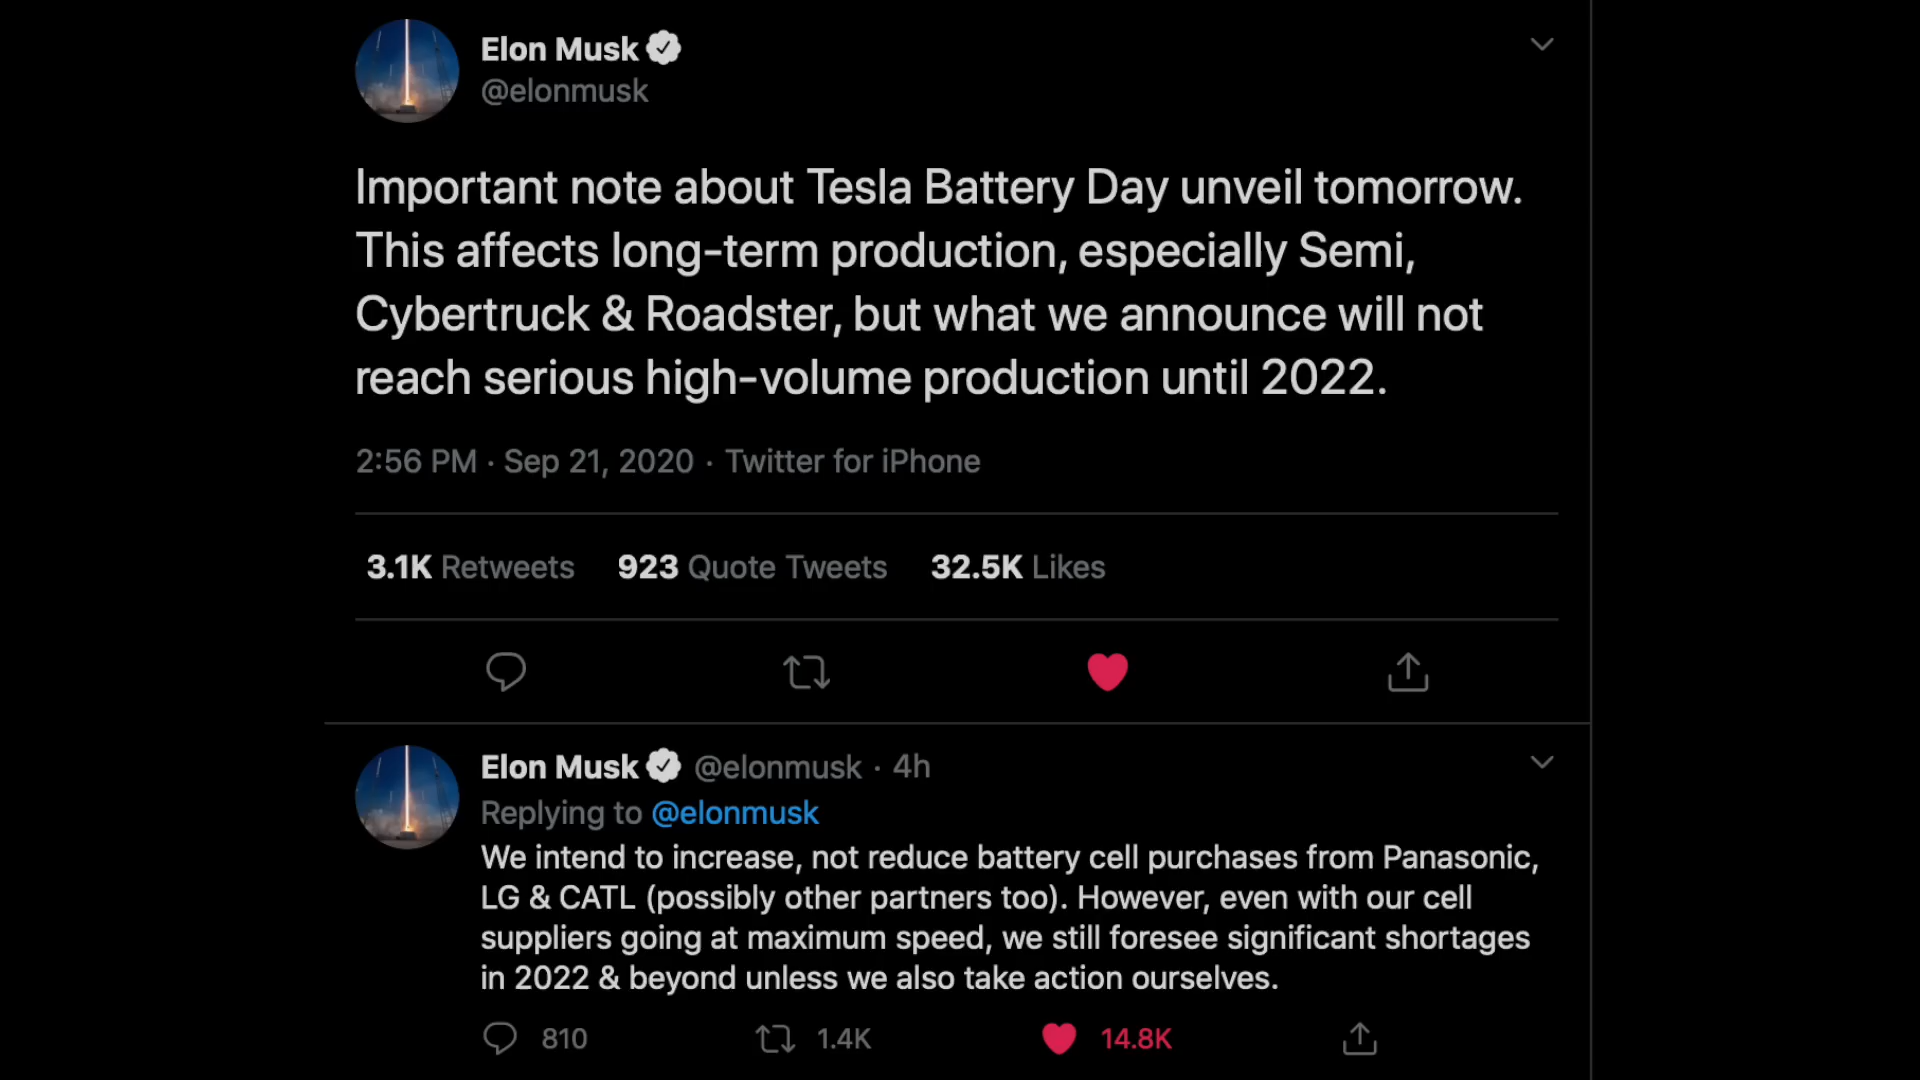 Elon Musk
@elonmusk
Important note about Tesla Battery Day unveil tomorrow.
This affects long-term production, especially Semi,
Cybertruck & Roadster, but what we announce will not
reach serious high-volume production until 2022.
2:56 PM · Sep 21, 2020 · Twitter for iPhone
3.1K Retweets 923 Quote Tweets 32.5K Likes
Elon Musk @elonmusk · 4h
Replying to @elonmusk
We intend to increase, not reduce battery cell purchases from Panasonic,
LG & CATL (possibly other partners too). However, even with our cell
suppliers going at maximum speed, we still foresee significant shortages
in 2022 & beyond unless we also take action ourselves.
810 1.4K 14.8K